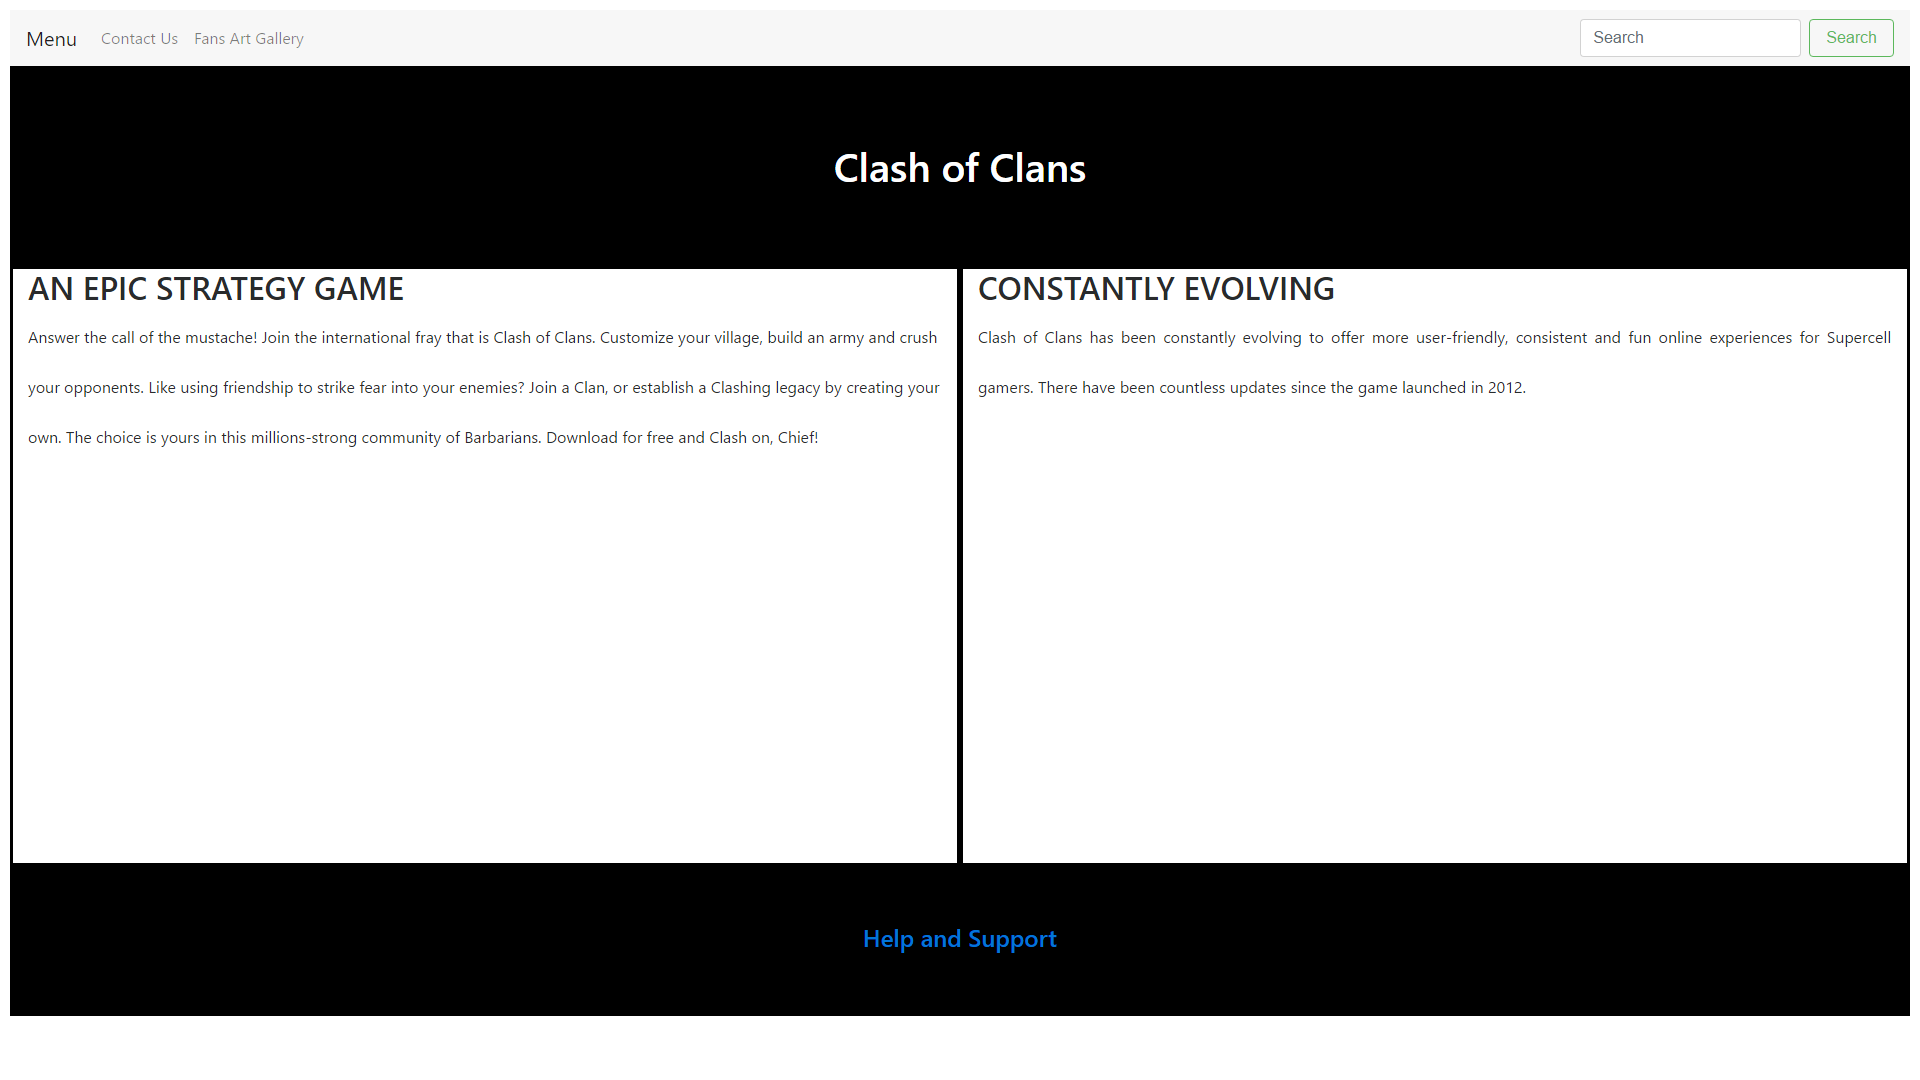 Menu Contact Us Fans Art Gallery Search Search
Clash of Clans
AN EPIC STRATEGY GAME
Answer the call of the mustache! Join the international fray that is Clash of Clans. Customize your village, build an army and crush
your opponents. Like using friendship to strike fear into your enemies? Join a Clan, or establish a Clashing legacy by creating your
own. The choice is yours in this millions-strong community of Barbarians. Download for free and Clash on, Chief!
CONSTANTLY EVOLVING
Clash of Clans has been constantly evolving to offer more user-friendly, consistent and fun online experiences for Supercell
gamers. There have been countless updates since the game launched in 2012.
Help and Support